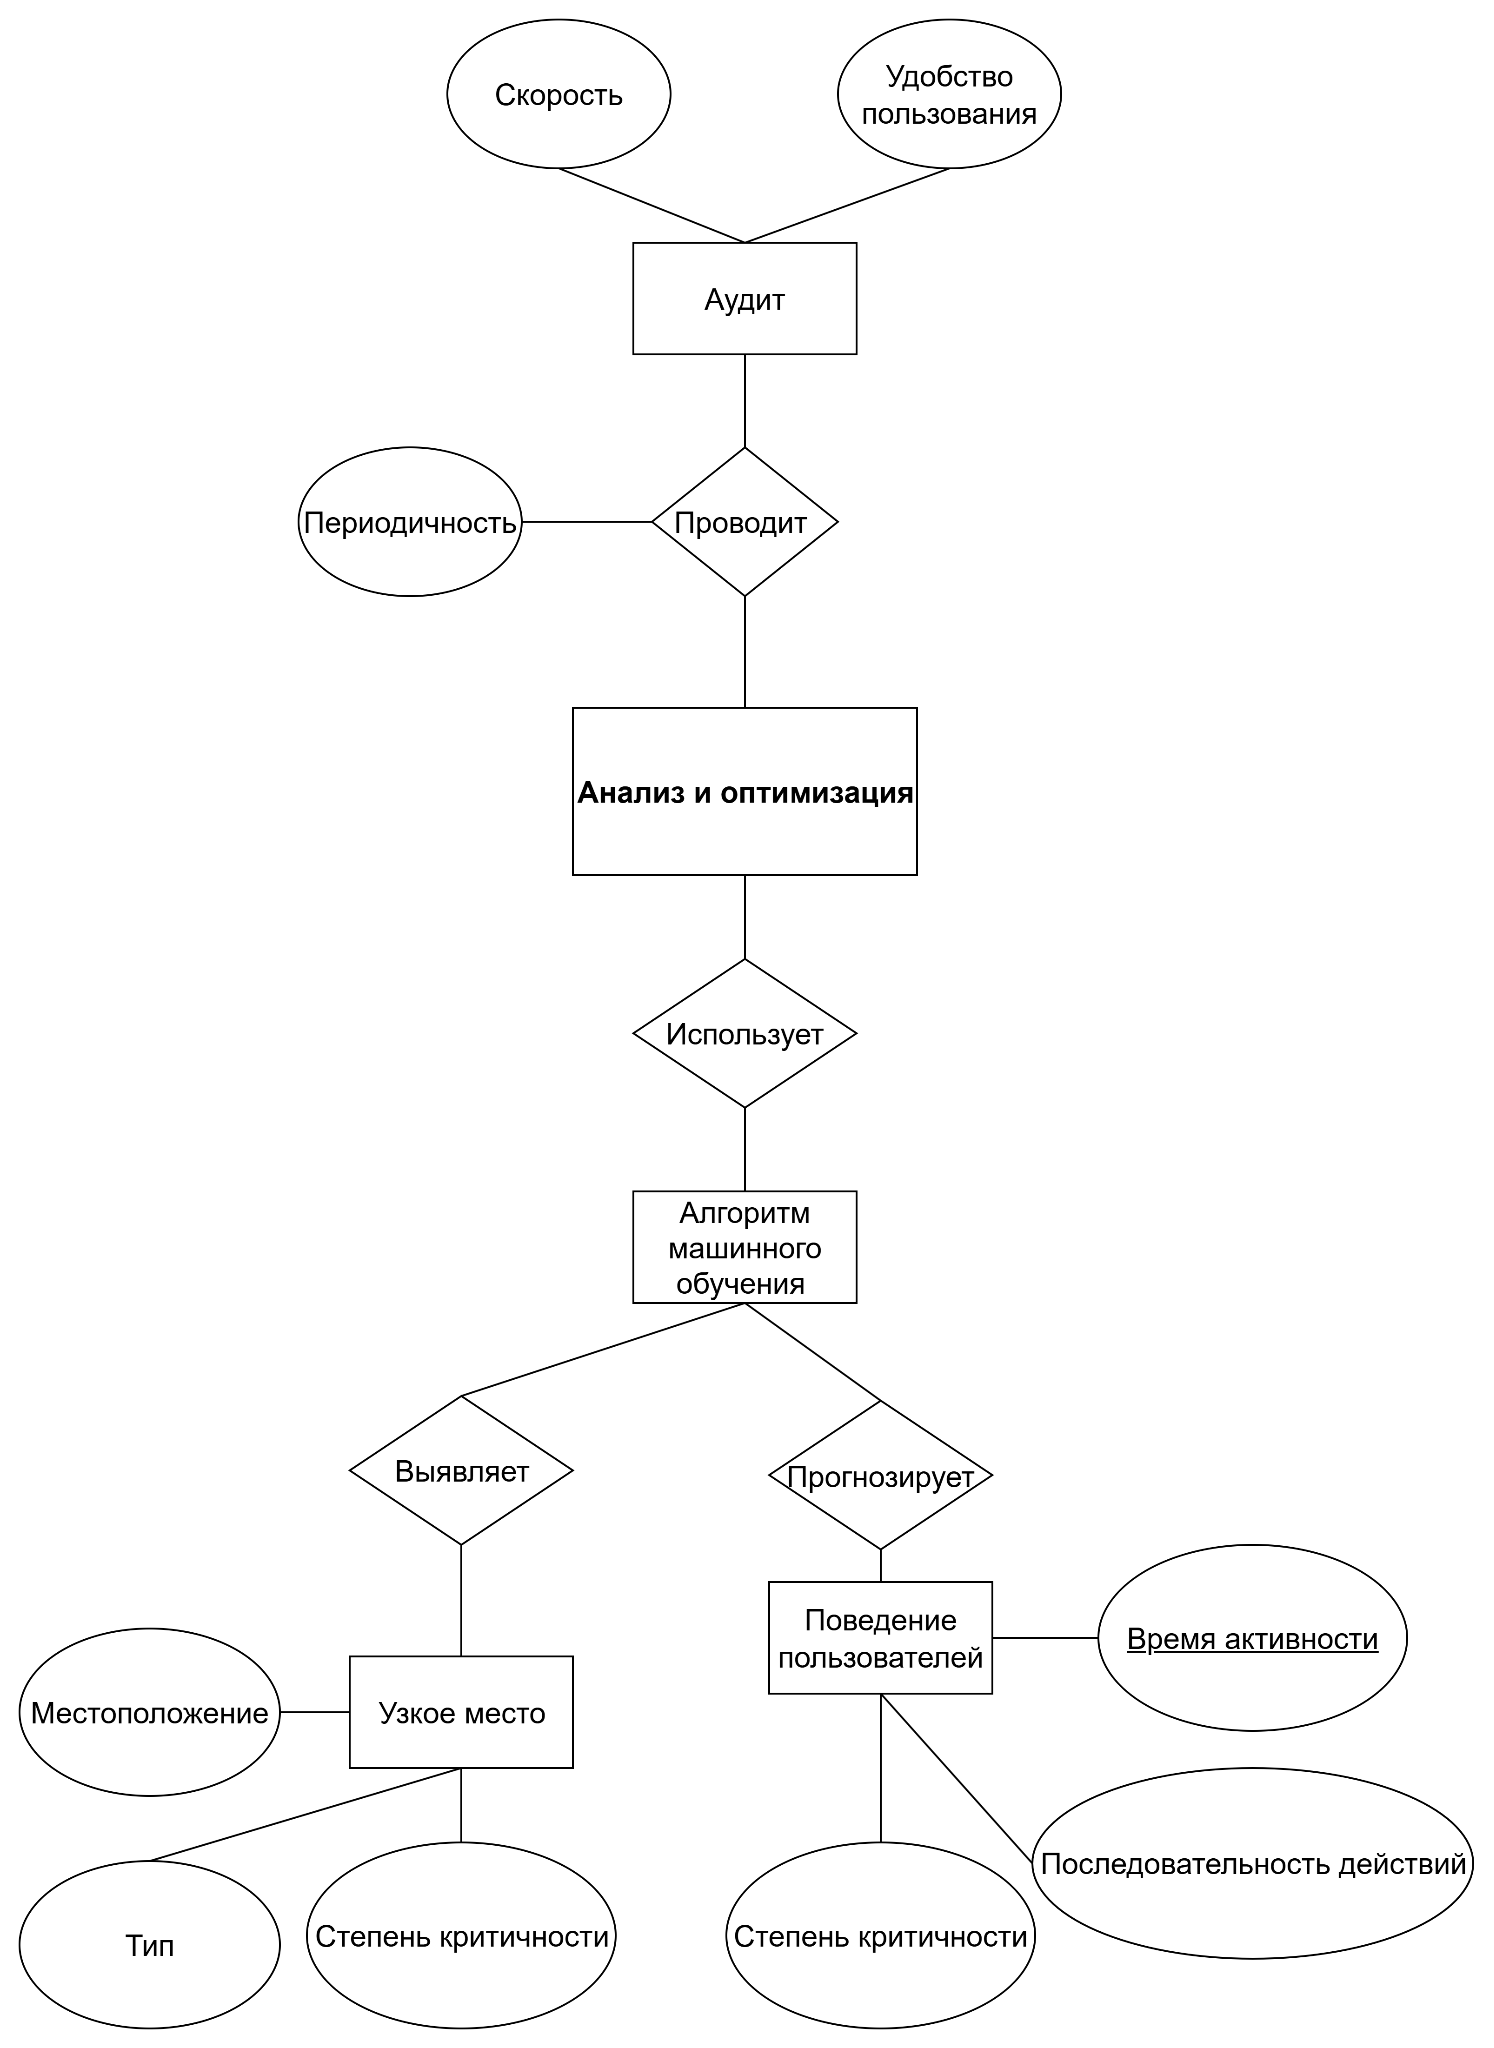 Скорость
Удобство
пользования
Аудит
Периодичность
Проводит
Анализ и оптимизация
Использует
Алгоритм
машинного
обучения
Выявляет
Прогнозирует
Поведение
пользователей
Время активности
Местоположение
Узкое место
Последовательность действий
Тип
Степень критичности
Степень критичности